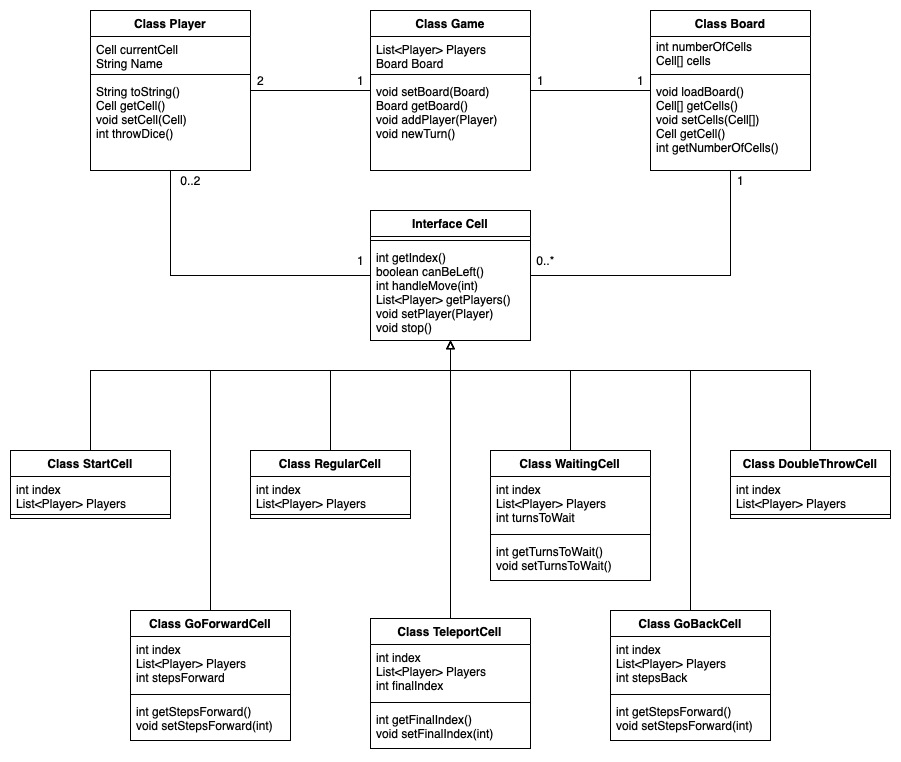 Class Player
Cell currentCell
String Name
String toString()
Cell getCell()
void setCell(Cell)
int throwDice()
2
1
Class Game
List<Player> Players
Board Board
void setBoard(Board)
Board getBoard()
void addPlayer(Player)
void newTurn()
1
1
Class Board
int numberOfCells
Cell[] cells
void loadBoard()
Cell[] getCells()
void setCells(Cell[])
Cell getCell()
int getNumberOfCells()
0..2
1
1
0..*
Interface Cell
int getIndex()
boolean canBeLeft()
int handleMove(int)
List<Player> getPlayers()
void setPlayer(Player)
void stop()
Class StartCell
int index
List<Player> Players
Class RegularCell
int index
List<Player> Players
Class WaitingCell
int index
List<Player> Players
int turnsToWait
int getTurnsToWait()
void setTurnsToWait()
Class DoubleThrowCell
int index
List<Player> Players
Class GoForwardCell
int index
List<Player> Players
int stepsForward
int getStepsForward()
void setStepsForward(int)
Class TeleportCell
int index
List<Player> Players
int finalIndex
int getFinalIndex()
void setFinalIndex(int)
Class GoBackCell
int index
List<Player> Players
int stepsBack
int getStepsForward()
void setStepsForward(int)